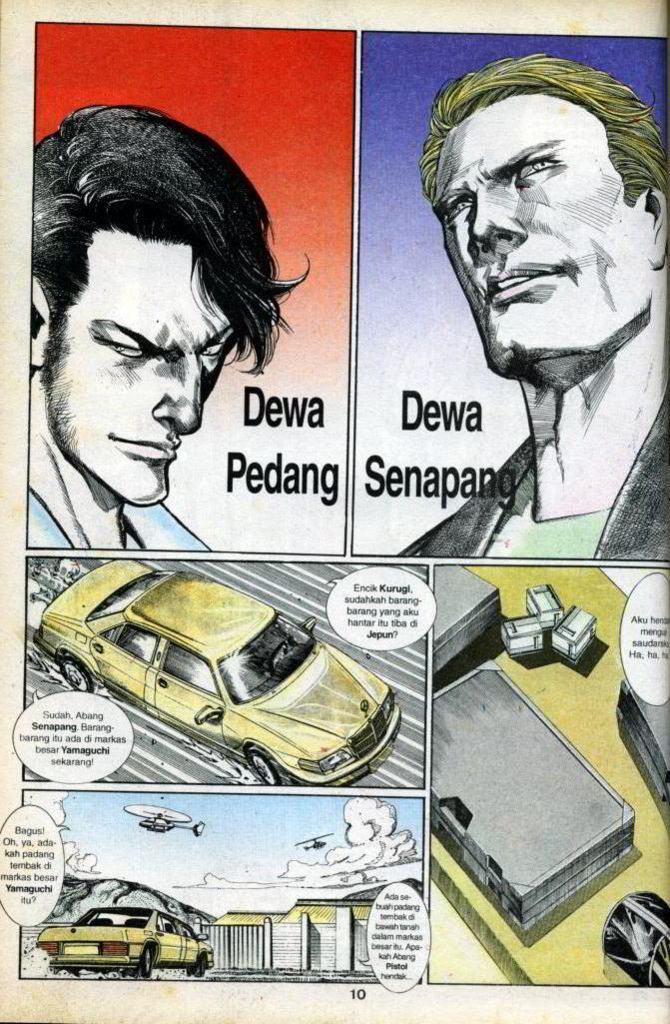 Dewa
Pedang
Dewa
Senapang
Encik Kurugi,
sudahkah barang-
barang yang aku
hantar itu tiba di
Jepun?
Sudah, Abang
Senapang. Barang-
barang itu ada di markas
besar Yamaguchi
sekarang!
Aku
saudara
Ha, ha,
Bagus!
Oh, ya, ada-
kah padang
tembak di
markas besar
Yamaguchi
itu?
Ada se-
buah padang
tembak di
bawah tanah
dalam markas
besar itu. Apa-
kah Abang
Pistol
hendak...
10